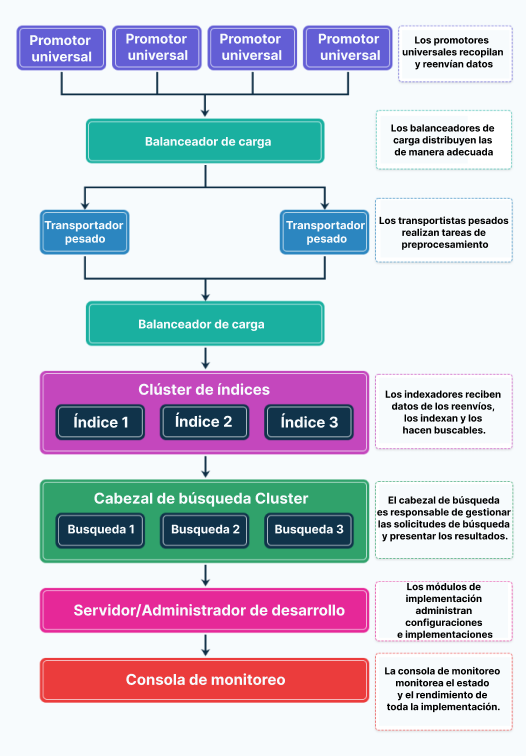 Promotor
universal
Promotor
universal
Promotor
universal
Promotor
universal
Los promotores
universales recopilan
y reenvían datos
Balanceador de carga
Los balanceadores de
carga distribuyen las
de manera adecuada
Transportador
pesado
Transportador
pesado
Los transportistas pesados
realizan tareas de
preprocesamiento
Balanceador de carga
Clúster de índices
Índice 1
Índice 2
Índice 3
Los indexadores reciben
datos de los reenvíos,
los indexan y los
hacen buscables.
Cabezal de búsqueda Cluster
Busqueda 1
Busqueda 2
Busqueda 3
El cabezal de búsqueda
es responsable de gestionar
las solicitudes de búsqueda
y presentar los resultados.
Servidor/Administrador de desarrollo
Los módulos de
implementación
administran
configuraciones
e implementaciones
Consola de monitoreo
La consola de monitoreo
monitorea el estado
y el rendimiento de
toda la implementación.